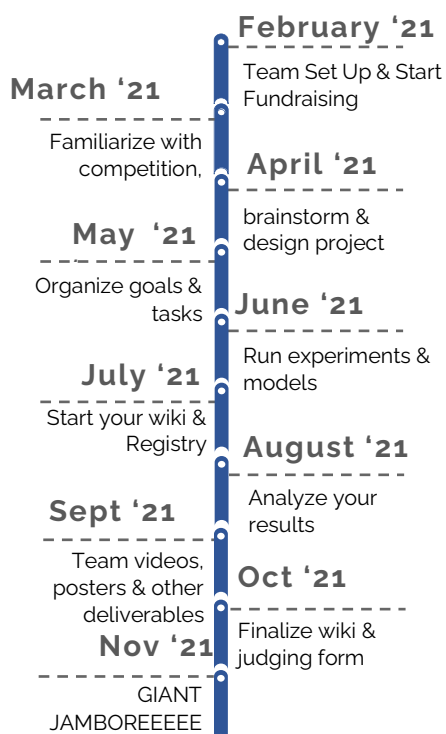 February ‘21
Team Set Up & Start
Fundraising
March ‘21
Familiarize with
competition,
April ‘21
brainstorm &
design project
May ‘21
Organize goals &
tasks
June ‘21
Run experiments &
models
July ‘21
Start your wiki &
Registry
August ‘21
Analyze your
results
Sept ‘21
Team videos,
posters & other
deliverables
Oct ‘21
Finalize wiki &
judging form
Nov ‘21
GIANT
JAMBOREEEEE